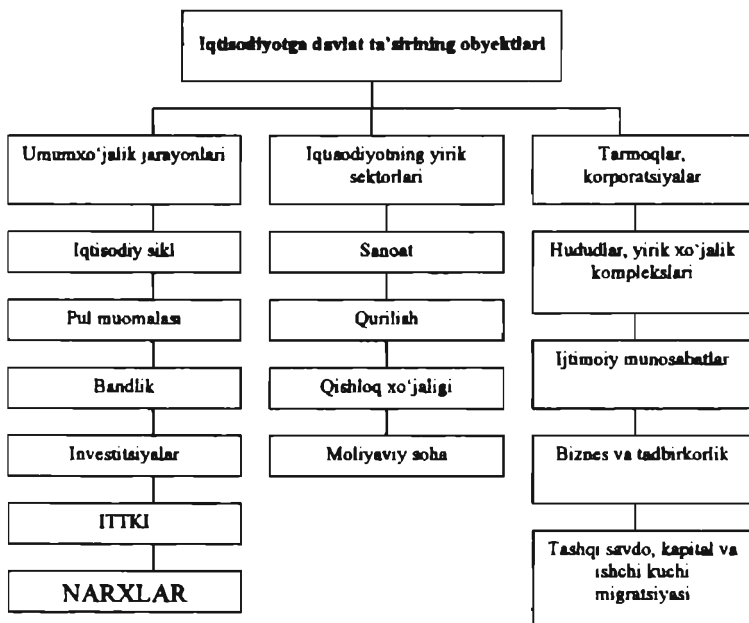 Iqtisodiyotga davlat ta'sirining obyektlari
Umumxo'jalik jarayonlari
Iqtisodiy sikl
Pul muomalasi
Bandlik
Investitsiyalar
ITTKI
NARXLAR
Iqtisodiyotning yirik
sektorlari
Sanoat
Qurilish
Qishloq xo'jaligi
Moliyaviy soha
Tarmoqlar,
korporatsiyalar
Hududlar, yirik xo'jalik
komplekslari
Ijtimoiy munosabatlar
Biznes va tadbirkorlik
Tashqi savdo, kapital va
ishchi kuchi
migratsiyasi